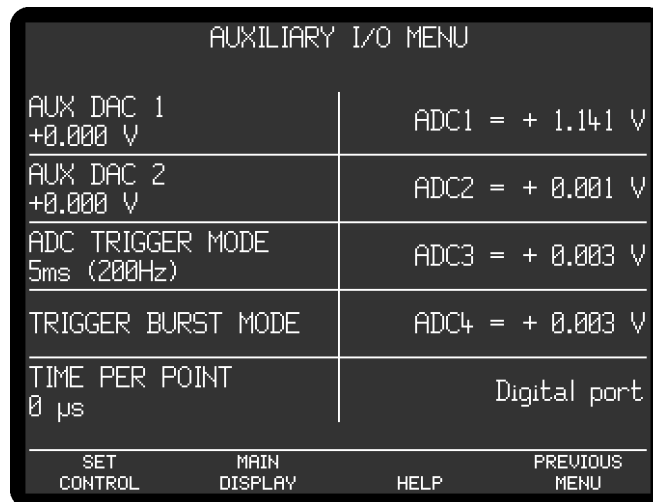 AUXILIARY I/O MENU
AUX DAC 1
+0.000 V
ADC1 = + 1.141 V
AUX DAC 2
+0.000 V
ADC2 = + 0.001 V
ADC TRIGGER MODE
5ms (200Hz)
ADC3 = + 0.003 V
TRIGGER BURST MODE
ADC4 = + 0.003 V
TIME PER POINT
0 µs
Digital port
SET CONTROL
MAIN DISPLAY
HELP
PREVIOUS MENU